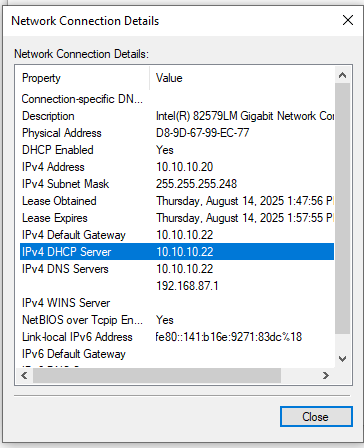 Network Connection Details
Network Connection Details:
Property Value
Connection-specific DN...
Description Intel(R) 82579LM Gigabit Network Cor
Physical Address D8-9D-67-99-EC-77
DHCP Enabled Yes
IPv4 Address 10.10.10.20
IPv4 Subnet Mask 255.255.255.248
Lease Obtained Thursday, August 14, 2025 1:47:56 P
Lease Expires Thursday, August 14, 2025 1:57:55 P
IPv4 Default Gateway 10.10.10.22
IPv4 DHCP Server 10.10.10.22
IPv4 DNS Servers 10.10.10.22
192.168.87.1
IPv4 WINS Server
NetBIOS over Tcpip En... Yes
Link-local IPv6 Address fe80::141:b16e:9271:83dc%18
IPv6 Default Gateway
Close